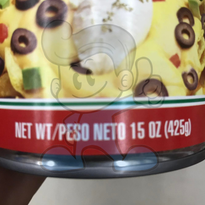 NET WT/PESO NETO 15 OZ (425g)